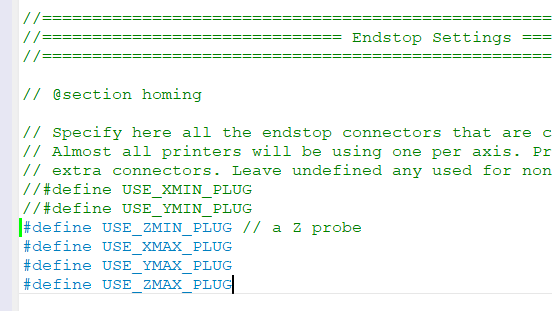 //===================================================
//============================== Endstop Settings ===
//===================================================
// @section homing
// Specify here all the endstop connectors that are c
// Almost all printers will be using one per axis. Pr
// extra connectors. Leave undefined any used for non
//#define USE_XMIN_PLUG
//#define USE_YMIN_PLUG
#define USE_ZMIN_PLUG // a Z probe
#define USE_XMAX_PLUG
#define USE_YMAX_PLUG
#define USE_ZMAX_PLUG